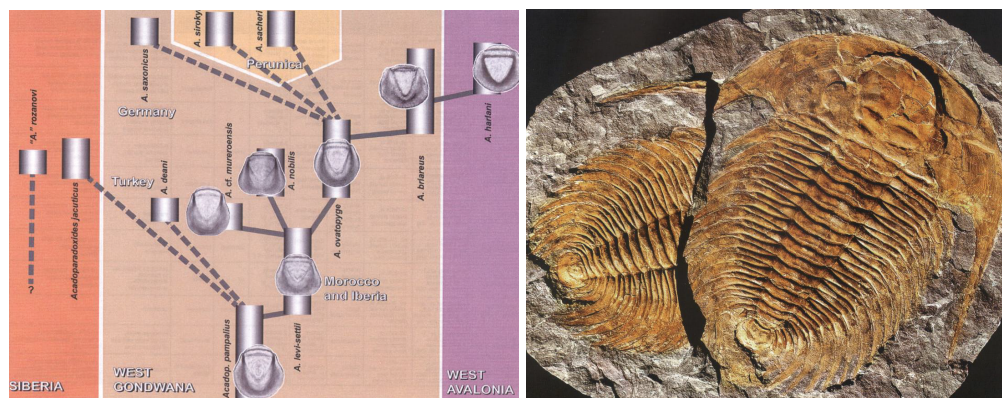 A. saxonicus
A. siroky
A. sacheri
Perunica
Germany
A. harlani
"A." rozanovi
Acadoparadoxides jacuticus
Turkey
A. deani
A. cf. mureroensis
A. nobilis
A. ovatopyge
A. briareus
?
Morocco
and Iberia
Acadop. pampalius
A. levi-settii
SIBERIA
WEST
GONDWANA
WEST
AVALONIA